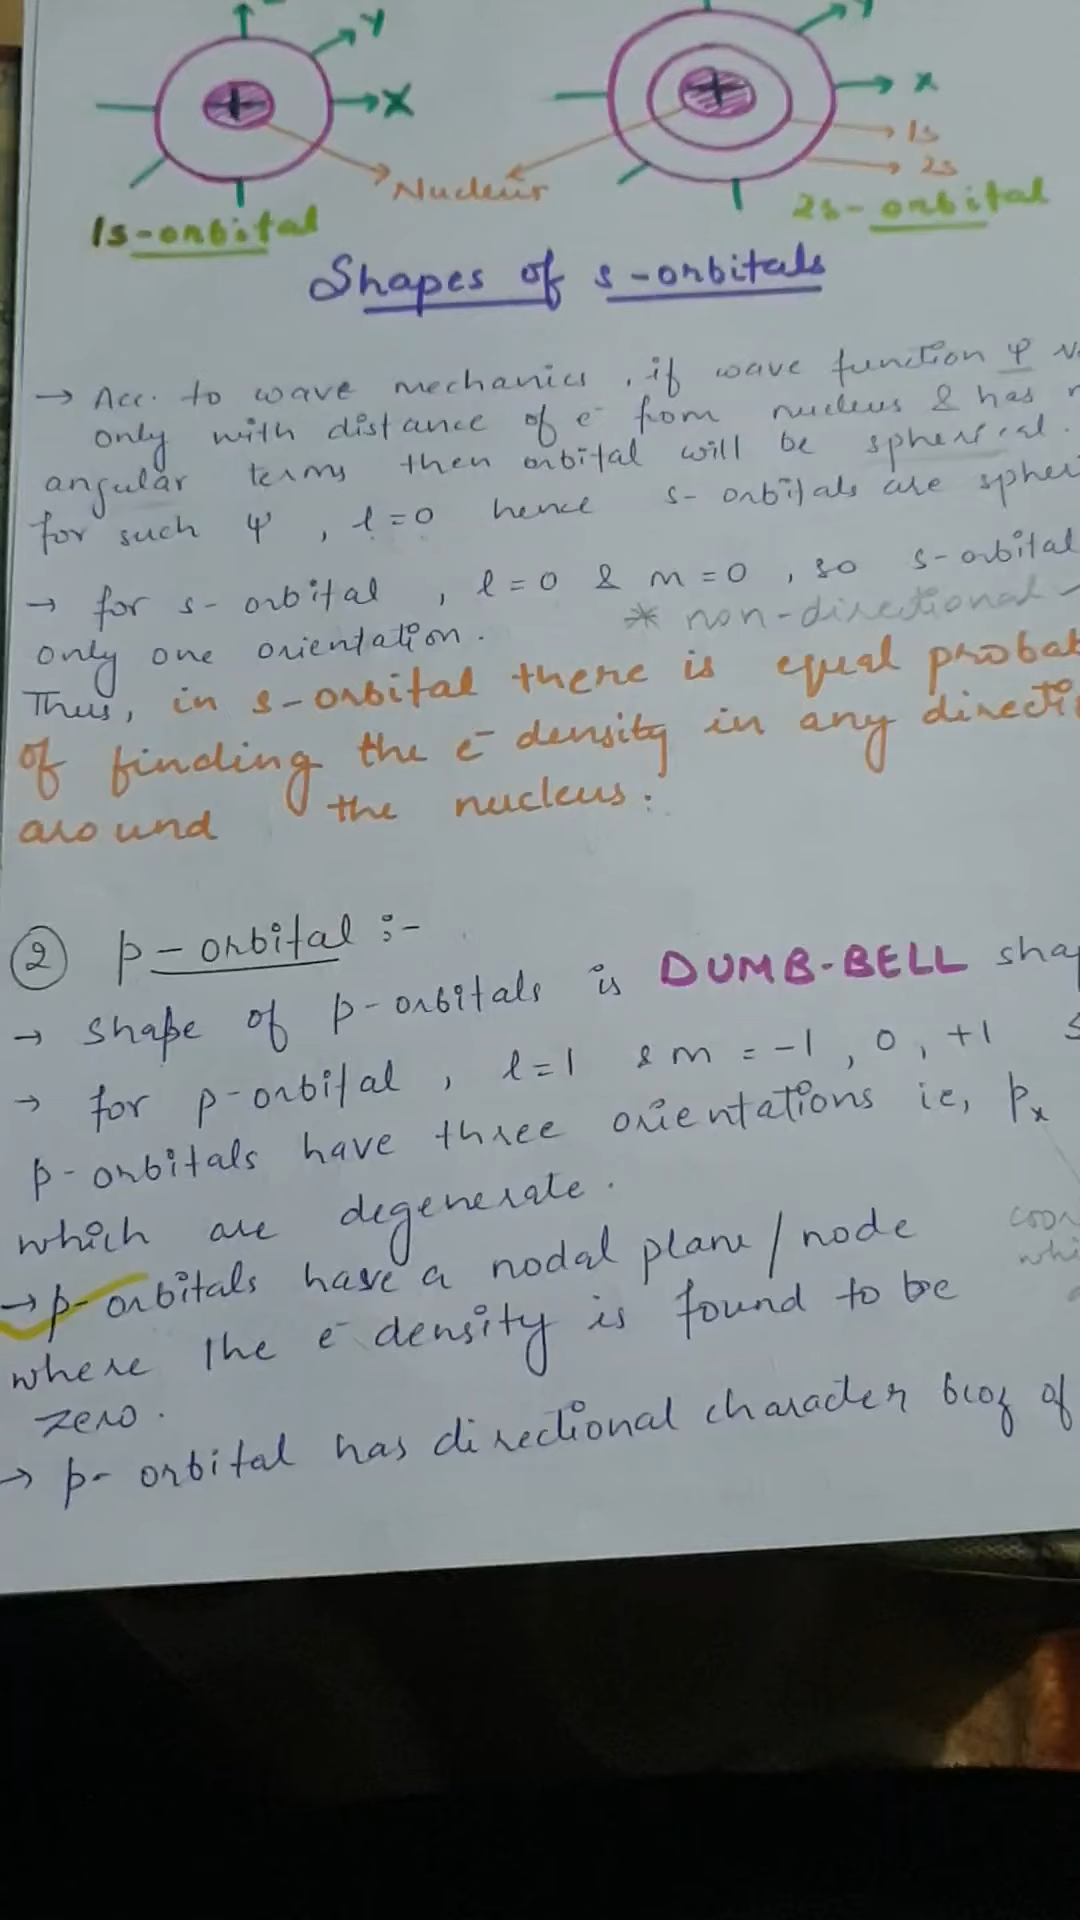 Y Y
X x
1s
Nucleus 2s
1s-orbital 2s-orbital
Shapes of s-orbitals
→ Acc. to wave mechanics, if wave function ψ
only with distance of e⁻ from nucleus & has
angular terms then orbital will be spherical.
for such ψ, l=0 hence s-orbitals are spheri
→ for s-orbital, l=0 & m=0, so s-orbital
only one orientation. * non-directional
Thus, in s-orbital there is equal probab
of finding the e⁻ density in any directi
around the nucleus.
② p-orbital :-
→ shape of p-orbitals is DUMB-BELL shap
→ for p-orbital, l=1 & m = -1, 0, +1 s
p-orbitals have three orientations ie, px
which are degenerate.
→ p-orbitals have a nodal plane/node
where the e⁻ density is found to be
zero.
→ p-orbital has directional character bcoz of